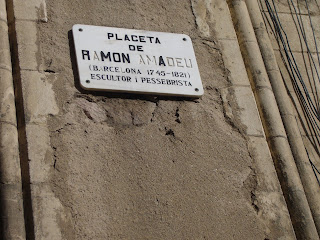 PLACETA
DE
RAMON AMADEU
(BARCELONA 1745-1821)
ESCULTOR I PESSEBRISTA